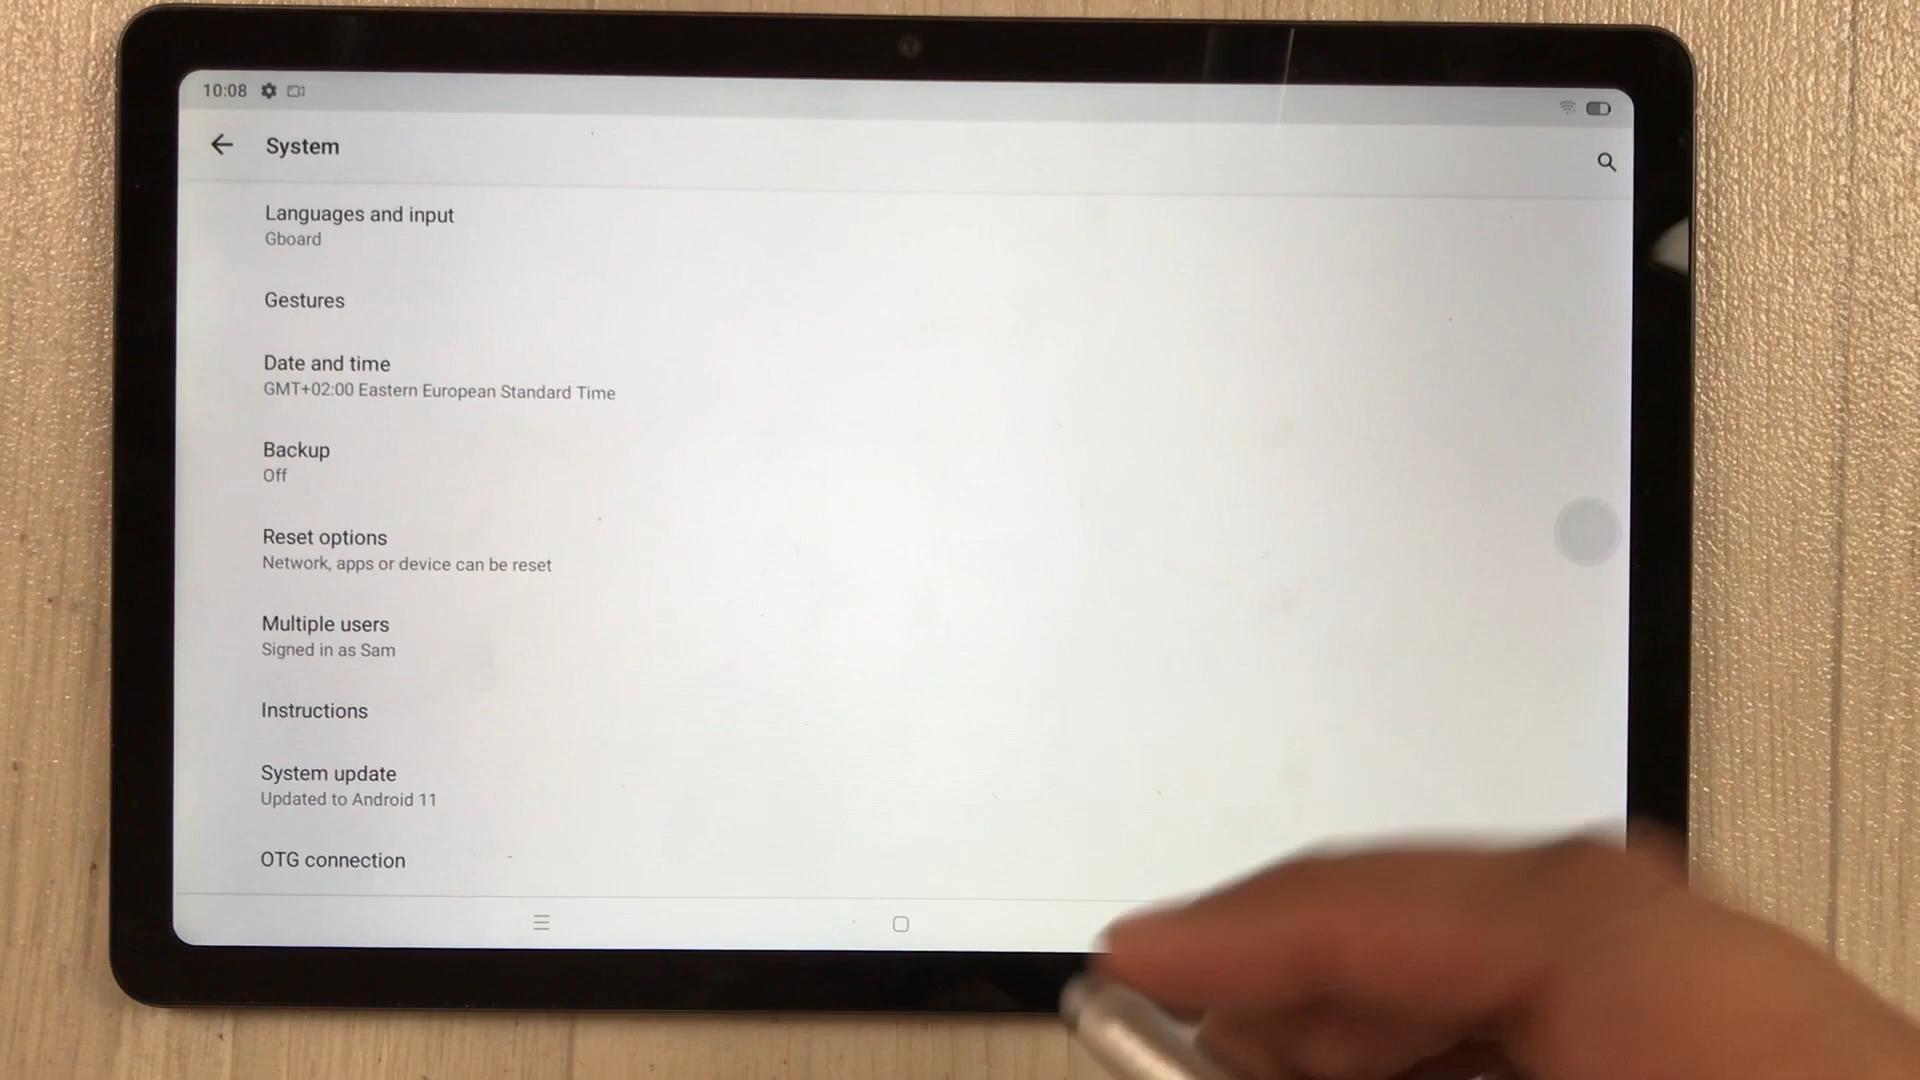 10:08
System
Languages and input
Gboard
Gestures
Date and time
GMT+02:00 Eastern European Standard Time
Backup
Off
Reset options
Network, apps or device can be reset
Multiple users
Signed in as Sam
Instructions
System update
Updated to Android 11
OTG connection